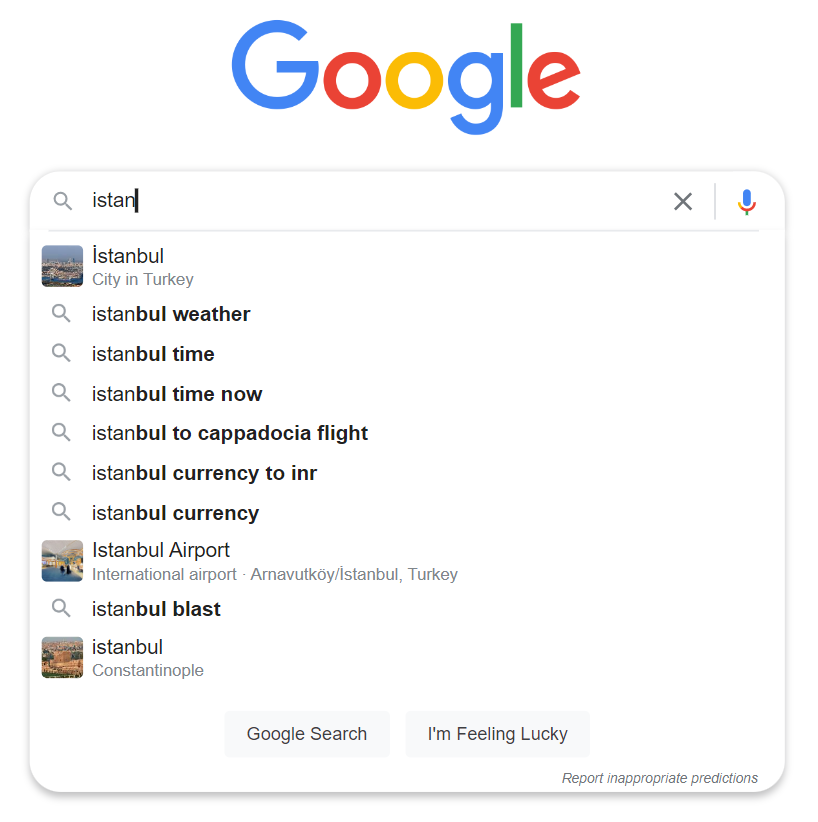 Google
istan
İstanbul
City in Turkey
istanbul weather
istanbul time
istanbul time now
istanbul to cappadocia flight
istanbul currency to inr
istanbul currency
Istanbul Airport
International airport · Arnavutköy/İstanbul, Turkey
istanbul blast
istanbul
Constantinople
Google Search
I'm Feeling Lucky
Report inappropriate predictions